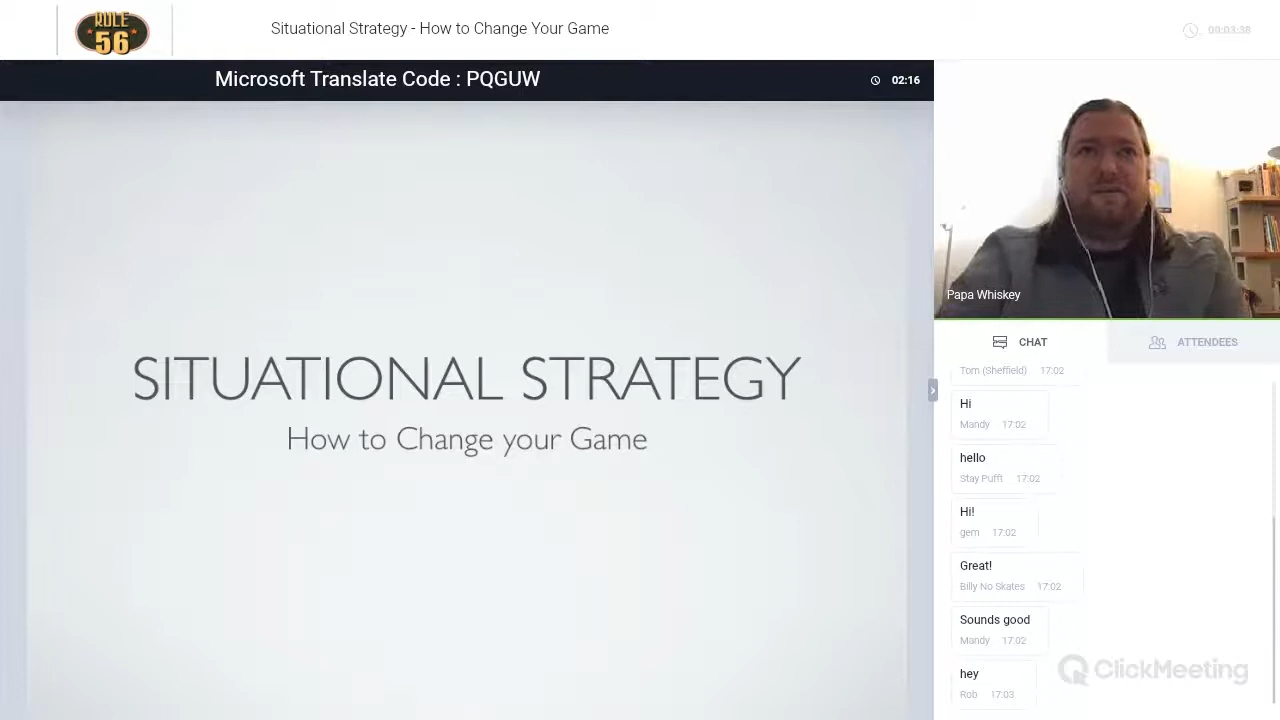 RULE
56
Situational Strategy - How to Change Your Game
00:03:38
Microsoft Translate Code : PQGUW
02:16
Papa Whiskey
SITUATIONAL STRATEGY
How to Change your Game
CHAT
ATTENDEES
Tom (Sheffield) 17:02
Hi
Mandy 17:02
hello
Stay Pufft 17:02
Hi!
gem 17:02
Great!
Billy No Skates 17:02
Sounds good
Mandy 17:02
hey
Rob 17:03
ClickMeeting